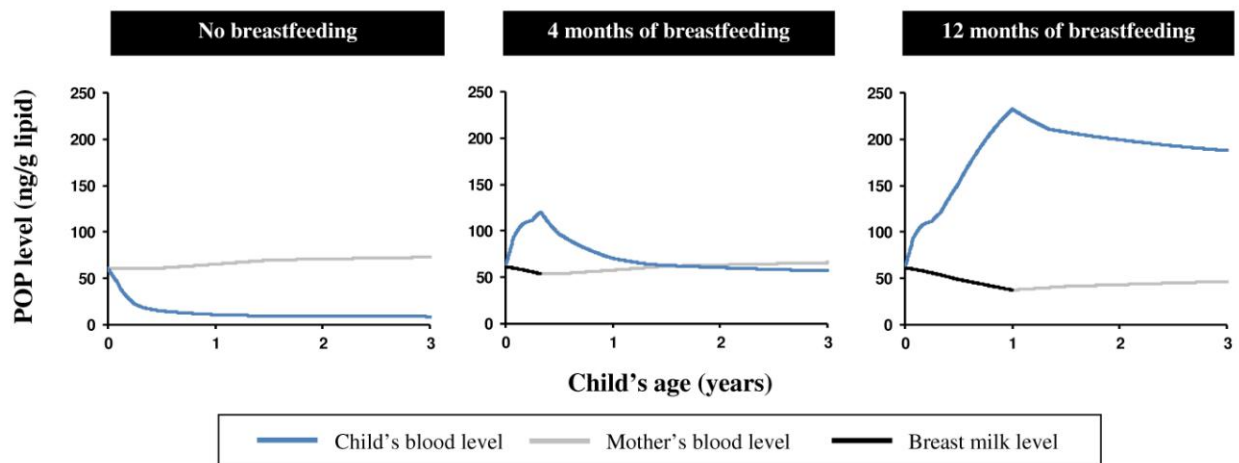 No breastfeeding
4 months of breastfeeding
12 months of breastfeeding
POP level (ng/g lipid)
250
200
150
100
50
0
0 1 2 3
250
200
150
100
50
0
0 1 2 3
250
200
150
100
50
0
0 1 2 3
Child's age (years)
Child's blood level Mother's blood level Breast milk level